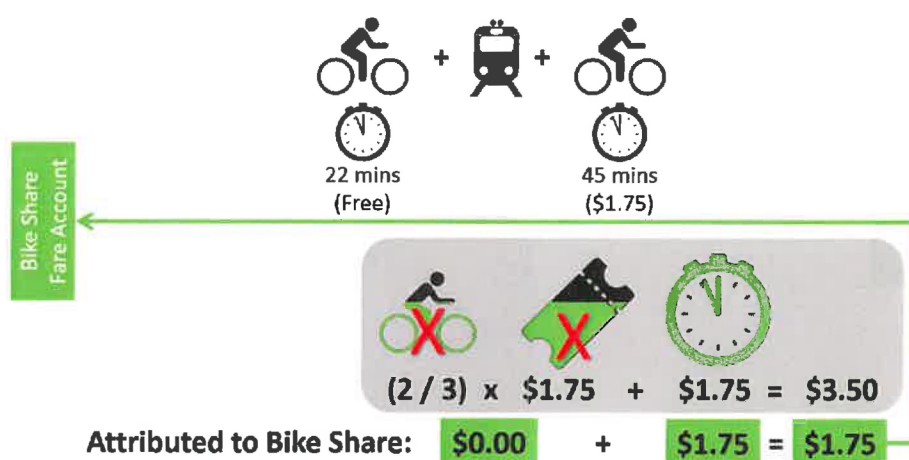 + +
22 mins 45 mins
(Free) ($1.75)
Bike Share
Fare Account
X X
(2 / 3) x $1.75 + $1.75 = $3.50
Attributed to Bike Share: $0.00 + $1.75 = $1.75